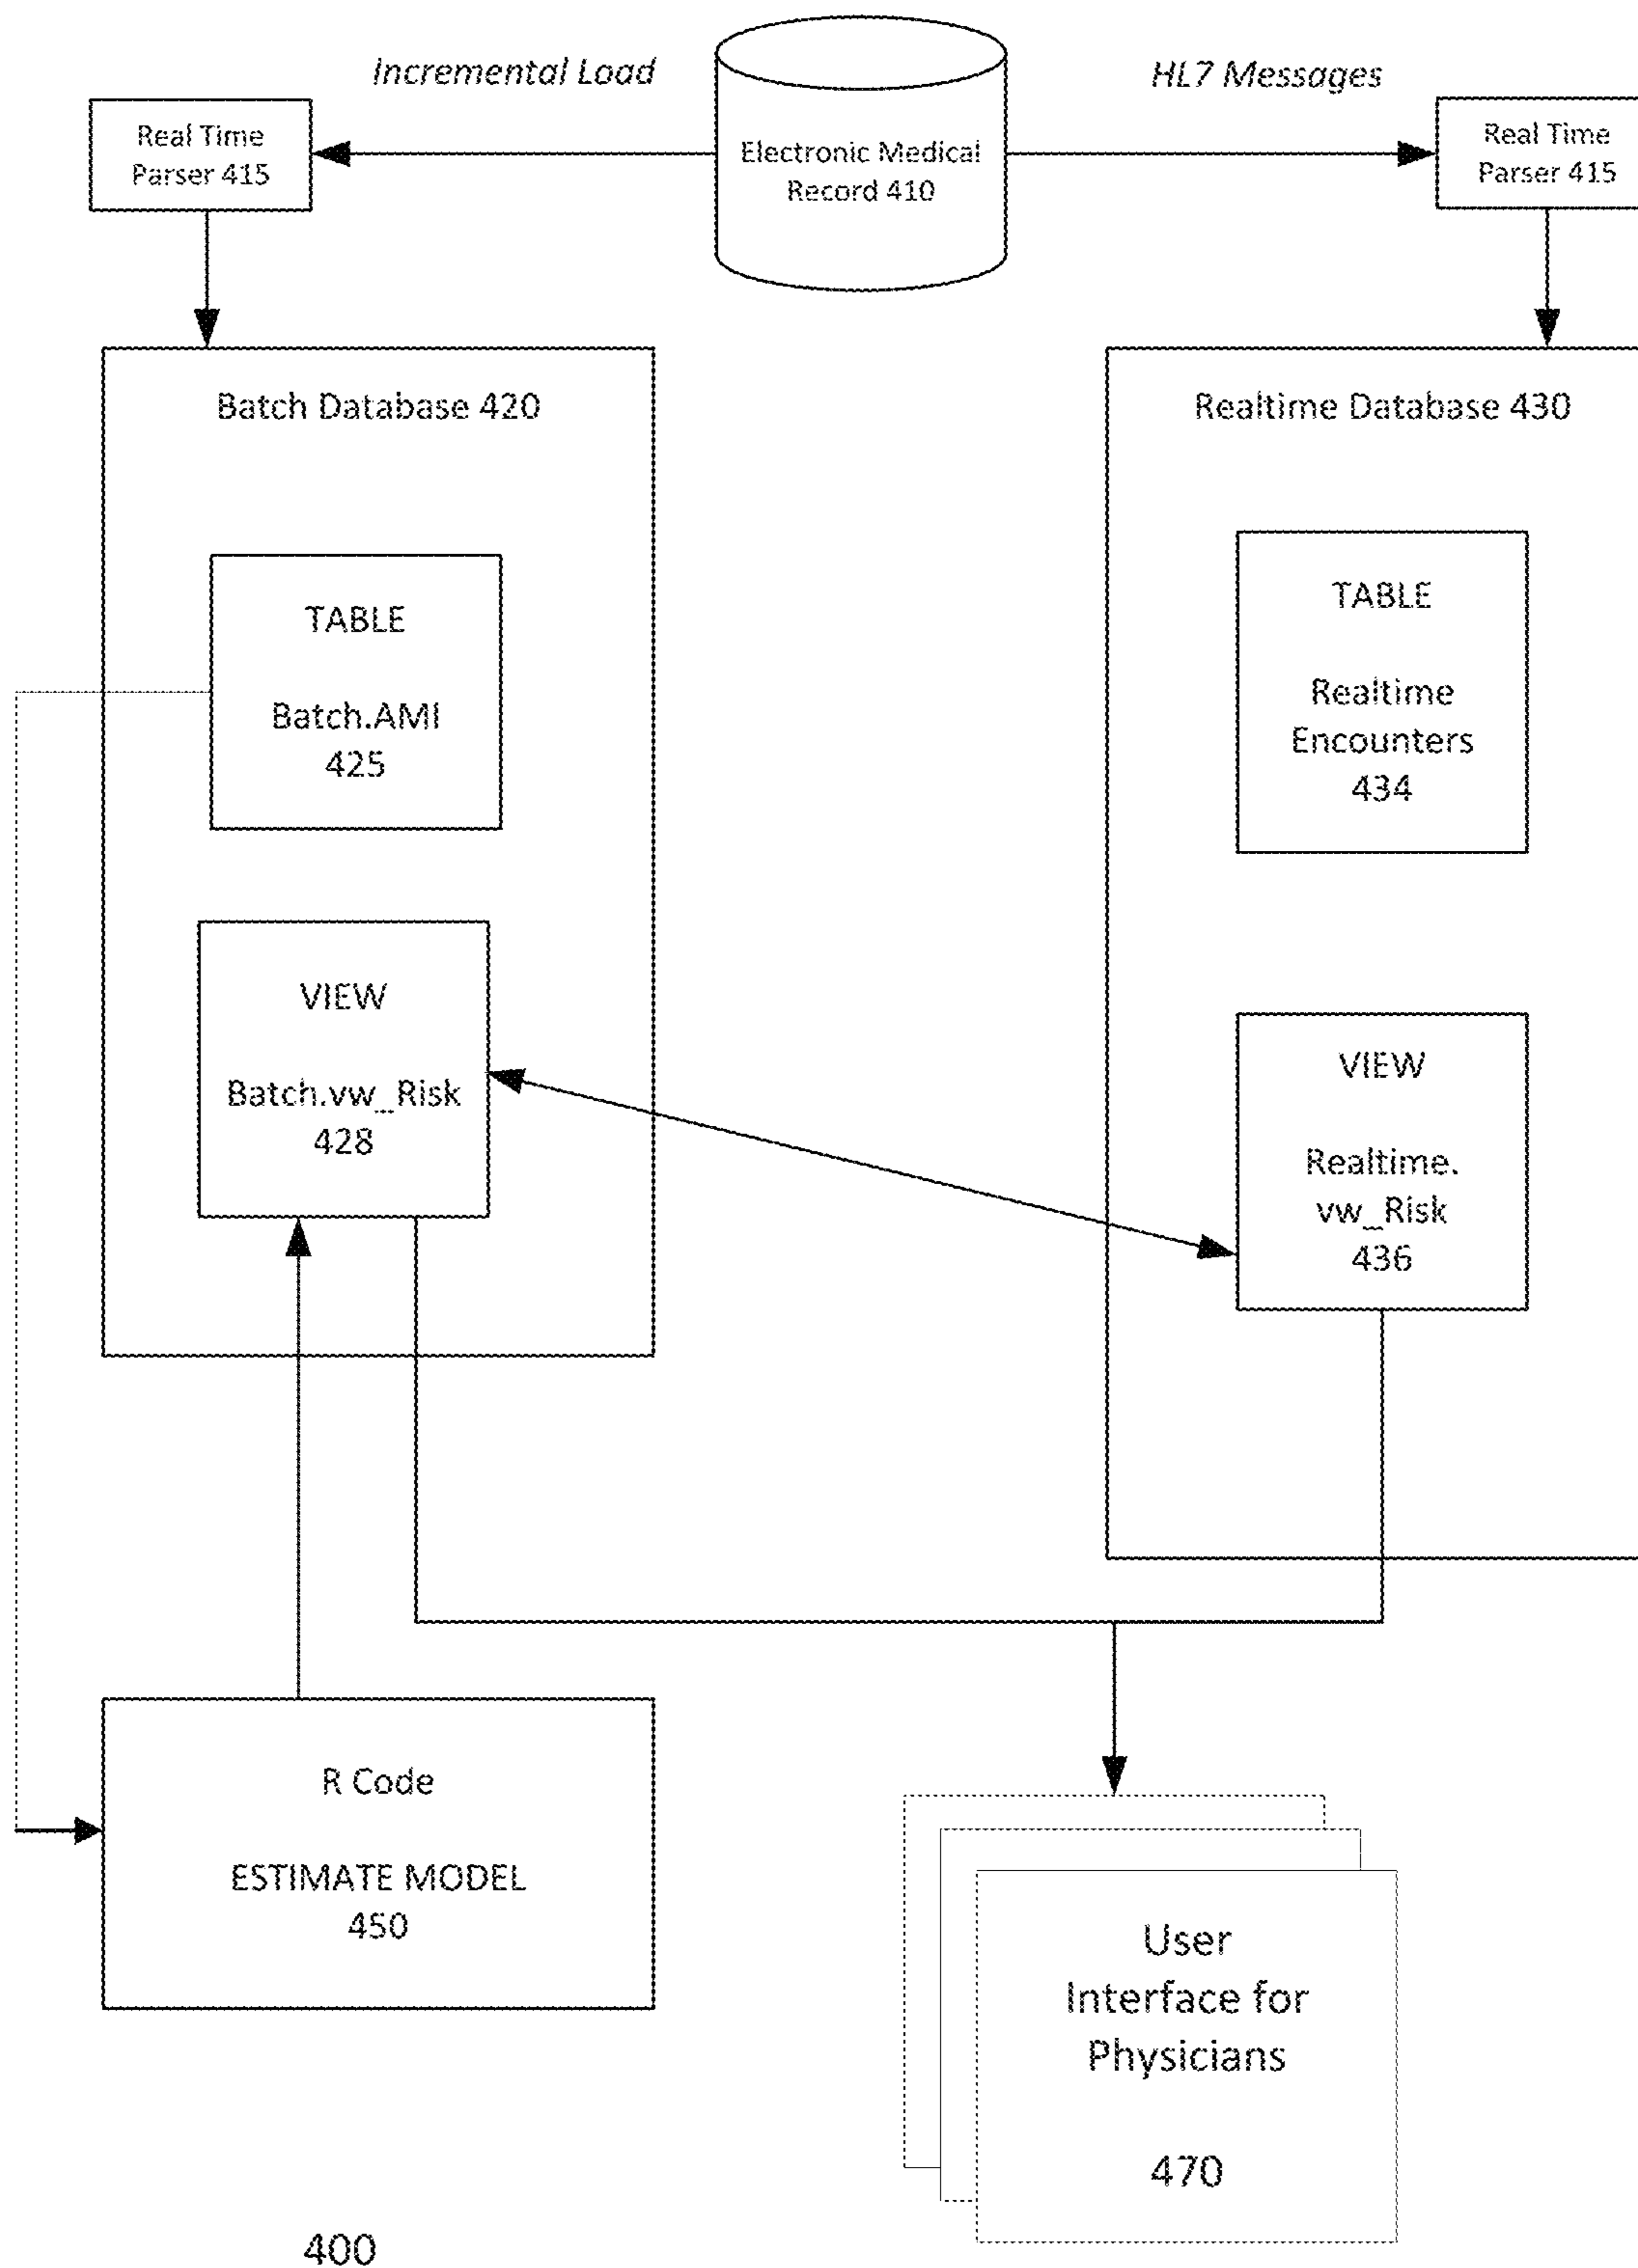 Incremental Load
HL7 Messages
Real Time
Parser 415
Electronic Medical
Record 410
Real Time
Parser 415
Batch Database 420
Realtime Database 430
TABLE
Batch.AMI
425
TABLE
Realtime
Encounters
434
VIEW
Batch.vw_Risk
428
VIEW
Realtime.
vw_Risk
436
R Code
ESTIMATE MODEL
450
User
Interface for
Physicians
470
400